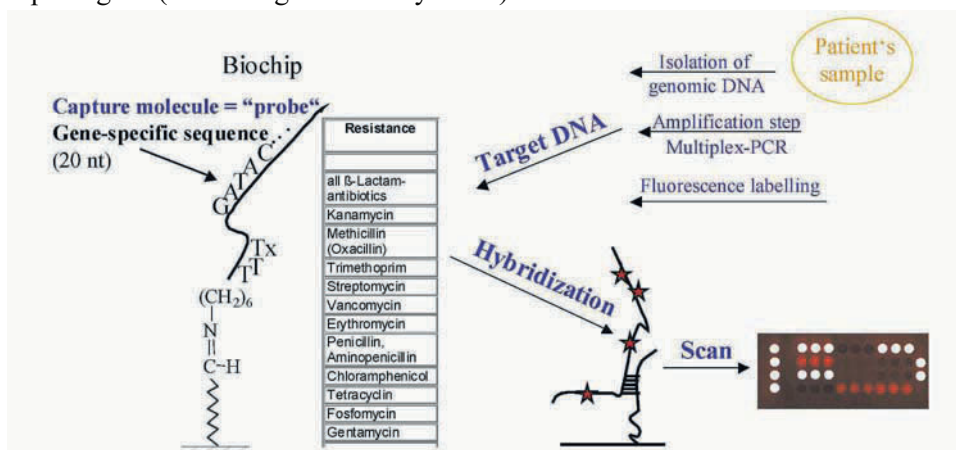 Biochip
Capture molecule = "probe"
Gene-specific sequence
(20 nt)
GATAC...
TTTx
(CH2)6
N
C-H
Resistance
all ß-Lactam-
antibiotics
Kanamycin
Methicillin
(Oxacillin)
Trimethoprim
Streptomycin
Vancomycin
Erythromycin
Penicillin,
Aminopenicillin
Chloramphenicol
Tetracyclin
Fosfomycin
Gentamycin
Target DNA
Patient's
sample
Isolation of
genomic DNA
Amplification step
Multiplex-PCR
Fluorescence labelling
Hybridization
Scan